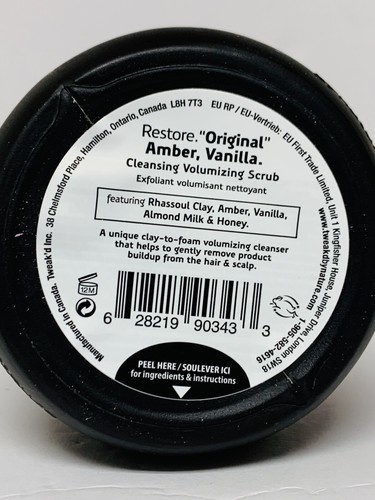 Manufactured in Canada. Tweak'd Inc. 38 Chelmsford Place, Hamilton, Ontario, Canada L8H 7T3 EU RP / EU-Vertrieb: EU First Trade Limited, Unit 1 Kingfisher House, Juniper Drive, London SW18
www.tweakdbynature.com
1-905-582-4616
Restore."Original"
Amber, Vanilla.
Cleansing Volumizing Scrub
Exfoliant volumisant nettoyant
featuring Rhassoul Clay, Amber, Vanilla,
Almond Milk & Honey.
A unique clay-to-foam volumizing cleanser
that helps to gently remove product
buildup from the hair & scalp.
12M
6 28219 90343 3
PEEL HERE / SOULEVER ICI
for ingredients & instructions